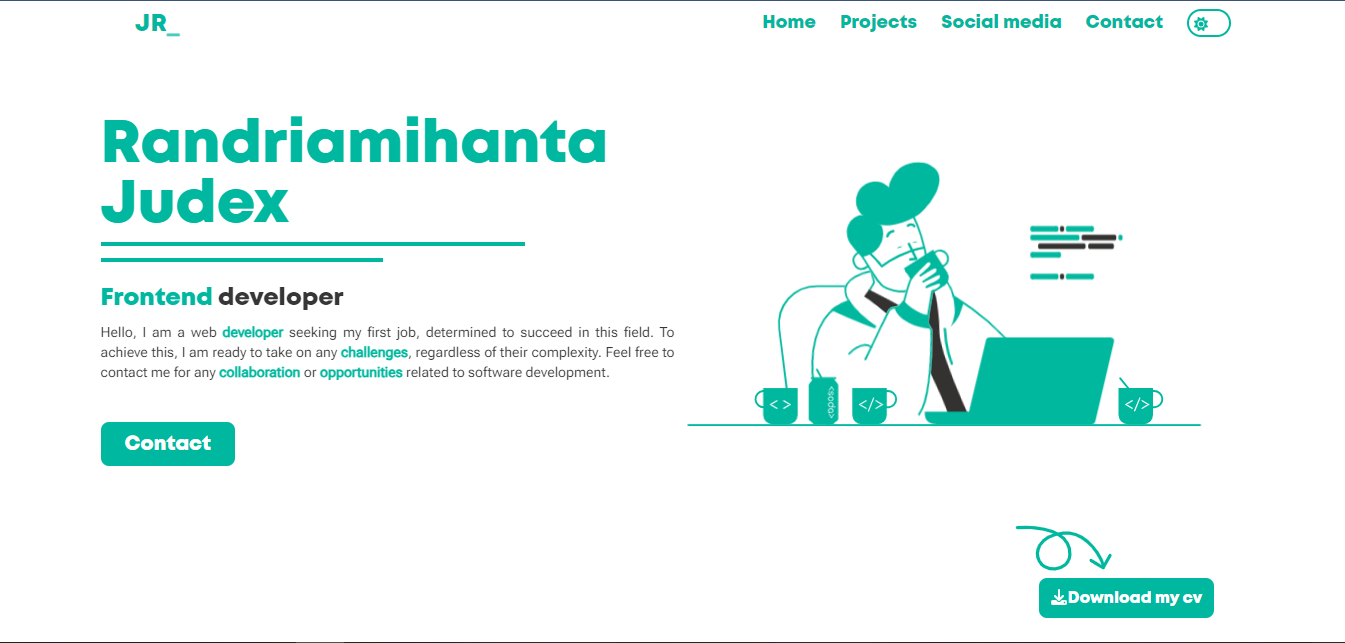 JR_
Home Projects Social media Contact
Randriamihanta
Judex
Frontend developer
Hello, I am a web developer seeking my first job, determined to succeed in this field. To
achieve this, I am ready to take on any challenges, regardless of their complexity. Feel free to
contact me for any collaboration or opportunities related to software development.
< >
<soda>
</>
</>
Contact
Download my cv